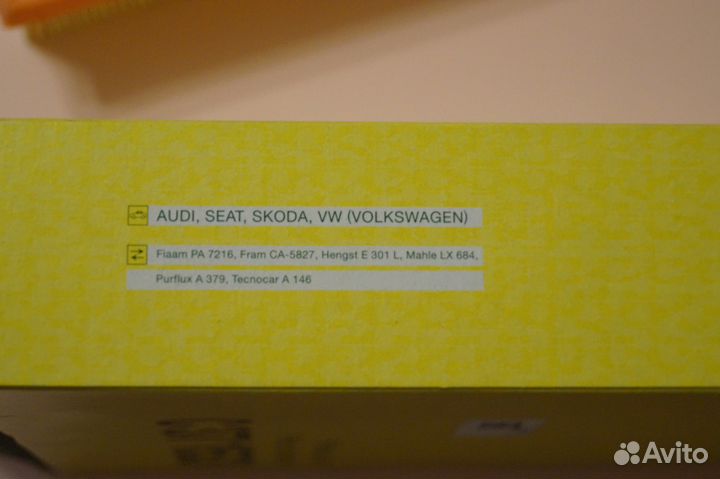 AUDI, SEAT, SKODA, VW (VOLKSWAGEN)
Fiaam PA 7216, Fram CA-5827, Hengst E 301 L, Mahle LX 684,
Purflux A 379, Tecnocar A 146
Avito